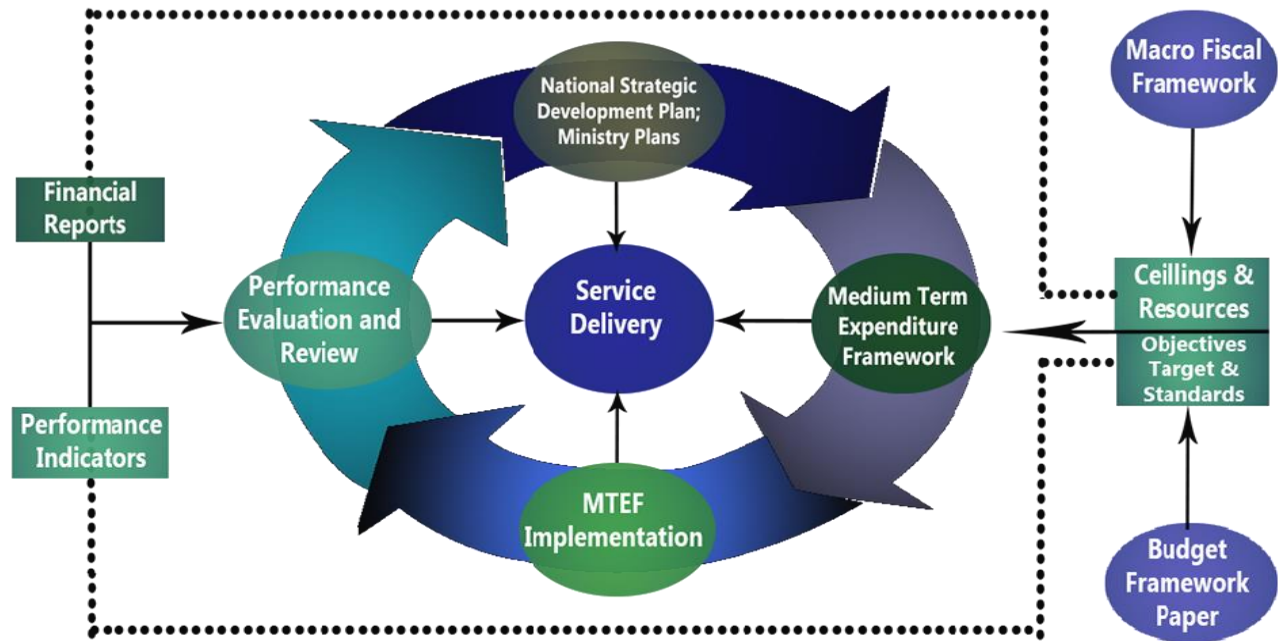 National Strategic
Development Plan;
Ministry Plans
Macro Fiscal
Framework
Financial
Reports
Performance
Evaluation and
Review
Service
Delivery
Medium Term
Expenditure
Framework
Ceillings &
Resources
Objectives
Target &
Standards
Performance
Indicators
MTEF
Implementation
Budget
Framework
Paper